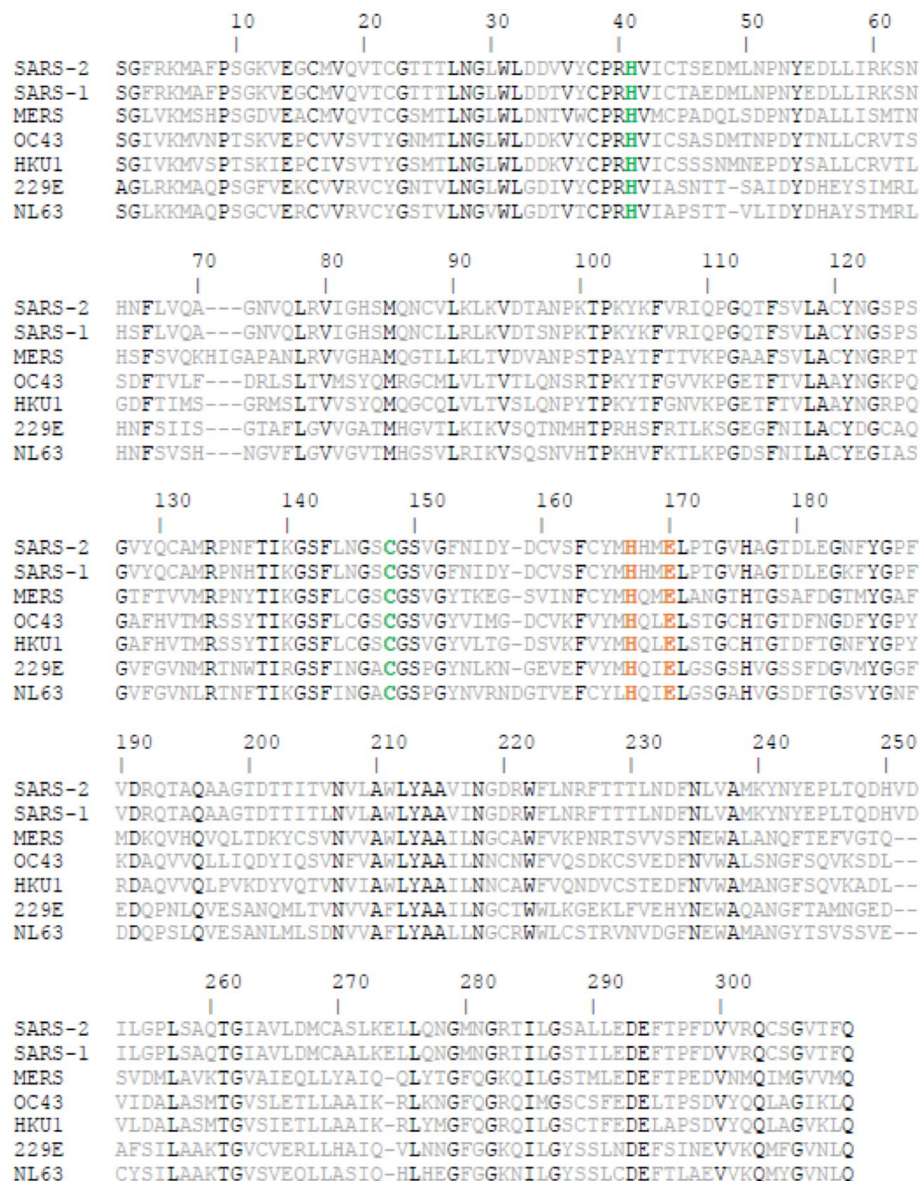 10 20 30 40 50 60
| | | | | |
SARS-2 SGFRKMAFPSGKVEGCMVQVTCGTTTLNGLWLDDVVYCPRHVICTSEDMLNPNYEDLLIRKSN
SARS-1 SGFRKMAFPSGKVEGCMVQVTCGTTTLNGLWLDDTVYCPRHVICTAEDMLNPNYEDLLIRKSN
MERS SGLVKMSHPSGDVEACMVQVTCGSMTLNGLWLDNTVWCPRHVMCPADQLSDPNYDALLISMTN
OC43 SGIVKMVNPTSKVEPCVVSVTYGNMTLNGLWLDDKVYCPRHVICSASDMTNPDYTNLLCRVTS
HKU1 SGIVKMVSPTSKIEPCIVSVTYGSMTLNGLWLDDKVYCPRHVICSSSNMNEPDYSALLCRVTL
229E AGLRKMAQPSGFVEKCVVRVCYGNTVLNGLWLGDIVYCPRHVIASNTT-SAIDYDHEYSIMRL
NL63 SGLKKMAQPSGCVERCVVRVCYGSTVLNGVWLGDTVTCPRHVIAPSTT-VLIDYDHAYSTMRL
70 80 90 100 110 120
| | | | | |
SARS-2 HNFLVQA---GNVQLRVIGHSMQNCVLKLKVDTANPKTPKYKFVRIQPGQTFSVLACYNGSPS
SARS-1 HSFLVQA---GNVQLRVIGHSMQNCLLRLKVDTSNPKTPKYKFVRIQPGQTFSVLACYNGSPS
MERS HSFSVQKHIGAPANLRVVGHAMQGTLLKLTVDVANPSTPAYTFTTVKPGAAFSVLACYNGRPT
OC43 SDFTVLF---DRLSLTVMSYQMRGCMLVLTVTLQNSRTPKYTFGVVKPGETFTVLAAYNGKPQ
HKU1 GDFTIMS---GRMSLTVVSYQMQGCQLVLTVSLQNPYTPKYTFGNVKPGETFTVLAAYNGRPQ
229E HNFSIIS---GTAFLGVVGATMHGVTLKIKVSQTNMHTPRHSFRTLKSGEGFNILACYDGCAQ
NL63 HNFSVSH---NGVFLGVVGVTMHGSVLRIKVSQSNVHTPKHVFKTLKPGDSFNILACYEGIAS
130 140 150 160 170 180
| | | | | |
SARS-2 GVYQCAMRPNFTIKGSFLNGSCGSVGFNIDY-DCVSFCYMHHMELPTGVHAGTDLEGNFYGPF
SARS-1 GVYQCAMRPNHTIKGSFLNGSCGSVGFNIDY-DCVSFCYMHHMELPTGVHAGTDLEGKFYGPF
MERS GTFTVVMRPNYTIKGSFLCGSCGSVGYTKEG-SVINFCYMHQMELANGTHTGSAFDGTMYGAF
OC43 GAFHVTMRSSYTIKGSFLCGSCGSVGYVIMG-DCVKFVYMHQLELSTGCHTGTDFNGDFYGPY
HKU1 GAFHVTMRSSYTIKGSFLCGSCGSVGYVLTG-DSVKFVYMHQLELSTGCHTGTDFTGNFYGPY
229E GVFGVNMRTNWTIRGSFINGACGSPGYNLKN-GEVEFVYMHQIELGSGSHVGSSFDGVMYGGF
NL63 GVFGVNLRTNFTIKGSFINGACGSPGYNVRNDGTVEFCYLHQIELGSGAHVGSDFTGSVYGNF
190 200 210 220 230 240 250
| | | | | | |
SARS-2 VDRQTAQAAGTDTTITVNVLAWLYAAVINGDRWFLNRFTTTLNDFNLVAMKYNYEPLTQDHVD
SARS-1 VDRQTAQAAGTDTTITLNVLAWLYAAVINGDRWFLNRFTTTLNDFNLVAMKYNYEPLTQDHVD
MERS MDKQVHQVQLTDKYCSVNVVAWLYAAILNGCAWFVKPNRTSVVSFNEWALANQFTEFVGTQ--
OC43 KDAQVVQLLIQDYIQSVNFVAWLYAAILNNCNWFVQSDKCSVEDFNVWALSNGFSQVKSDL--
HKU1 RDAQVVQLPVKDYVQTVNVIAWLYAAILNNCAWFVQNDVCSTEDFNVWAMANGFSQVKADL--
229E EDQPNLQVESANQMLTVNVVAFLYAAILNGCTWWLKGEKLFVEHYNEWAQANGFTAMNGED--
NL63 DDQPSLQVESANLMLSDNVVAFLYAALLNGCRWWLCSTRVNVDGFNEWAMANGYTSVSSVE--
260 270 280 290 300
| | | | |
SARS-2 ILGPLSAQTGIAVLDMCASLKELLQNGMNGRTILGSALLEDEFTPFDVVRQCSGVTFQ
SARS-1 ILGPLSAQTGIAVLDMCAALKELLQNGMNGRTILGSTILEDEFTPFDVVRQCSGVTFQ
MERS SVDMLAVKTGVAIEQLLYAIQ-QLYTGFQGKQILGSTMLEDEFTPEDVNMQIMGVVMQ
OC43 VIDALASMTGVSLETLLAAIK-RLKNGFQGRQIMGSCSFEDELTPSDVYQQLAGIKLQ
HKU1 VLDALASMTGVSIETLLAAIK-RLYMGFQGRQILGSCTFEDELAPSDVYQQLAGVKLQ
229E AFSILAAKTGVCVERLLHAIQ-VLNNGFGGKQILGYSSLNDEFSINEVVKQMFGVNLQ
NL63 CYSILAAKTGVSVEQLLASIQ-HLHEGFGGKNILGYSSLCDEFTLAEVVKQMYGVNLQ